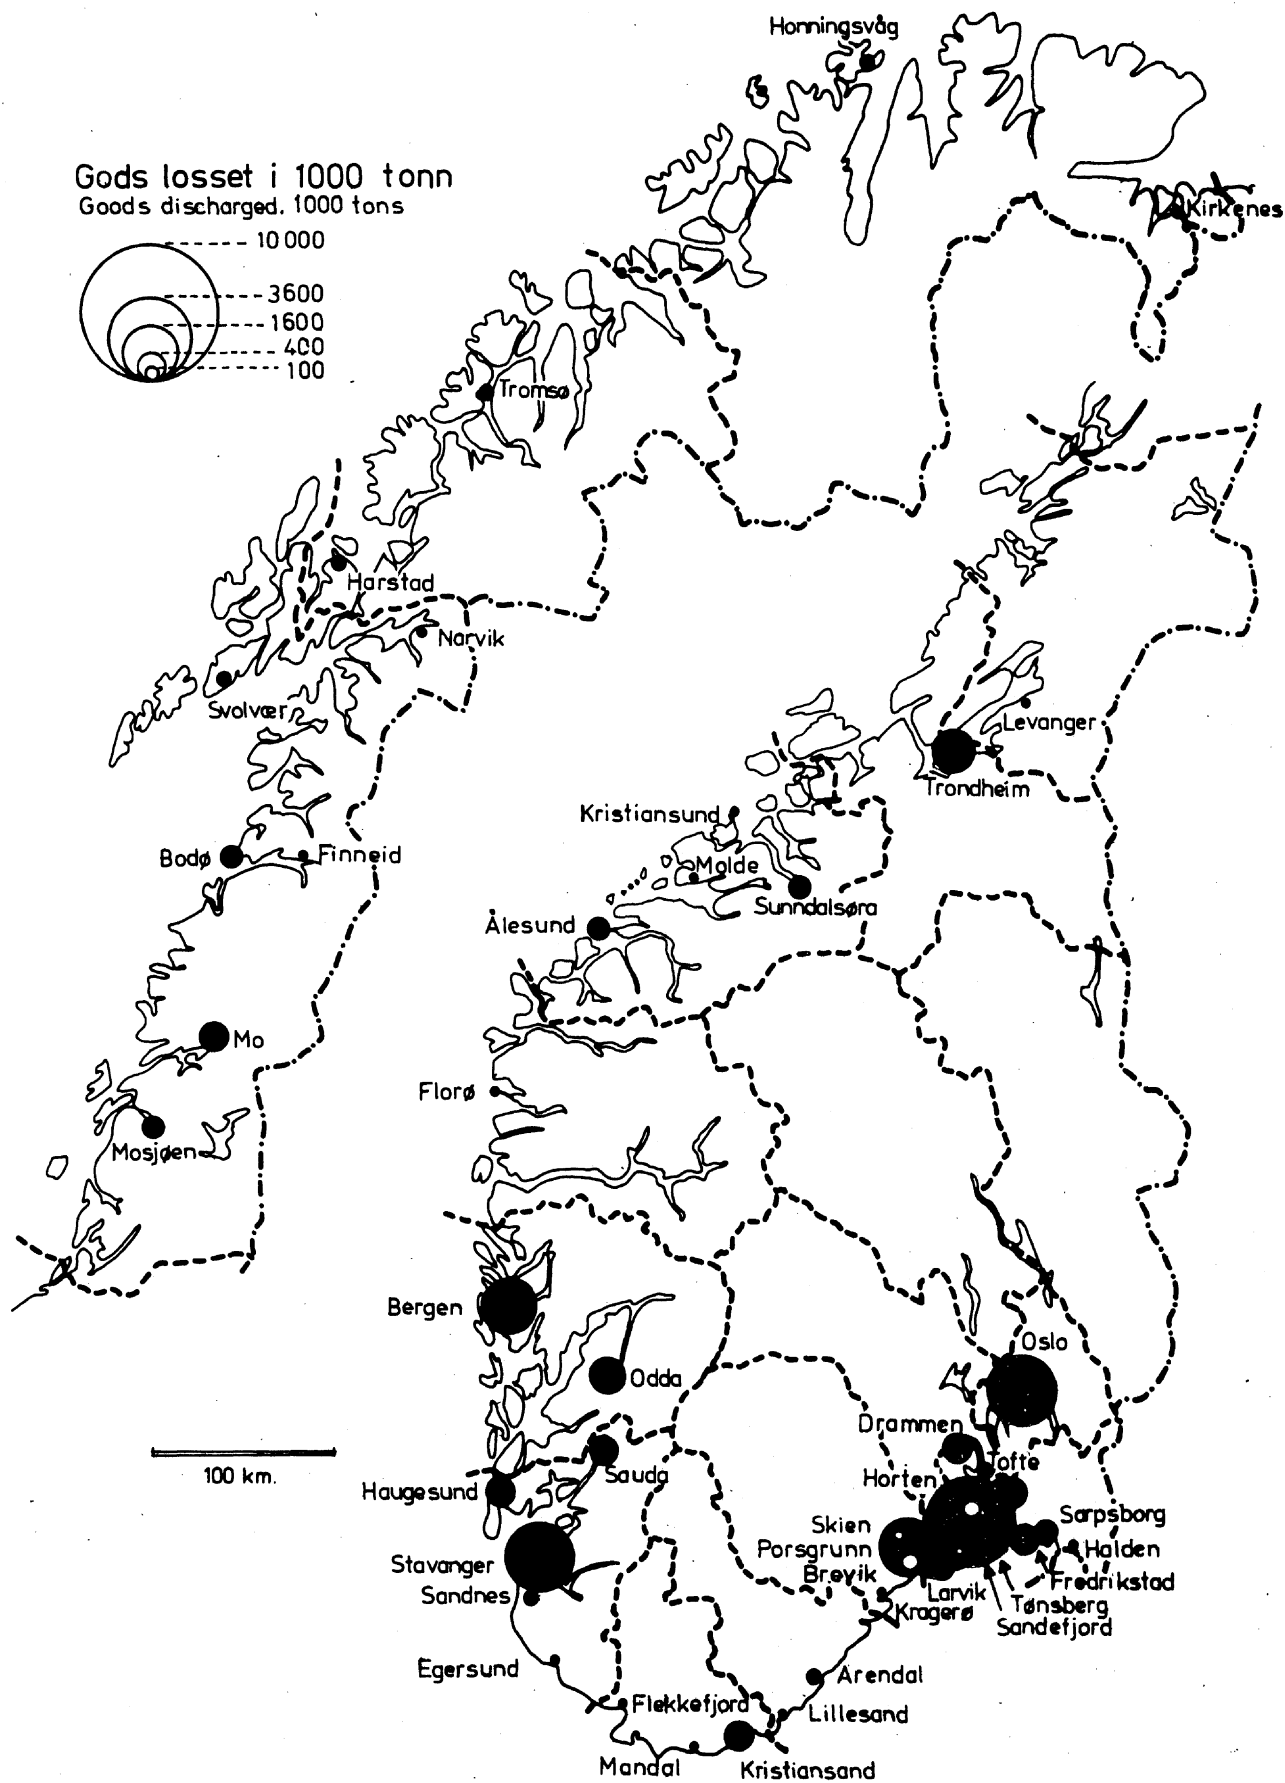 Honningsvåg
Gods losset i 1000 tonn
Goods discharged. 1000 tons
10 000
3600
1600
400
100
Kirkenes
Tromsø
Harstad
Narvik
Svolvær
Levanger
Trondheim
Kristiansund
Bodø
Finneid
Molde
Sunndalsøra
Ålesund
Mo
Florø
Mosjøen
Bergen
Oslo
Odda
Drammen
Tofte
100 km.
Sauda
Horten
Haugesund
Skien
Sarpsborg
Porsgrunn
Halden
Stavanger
Brevik
Fredrikstad
Sandnes
Larvik
Kragerø
Tønsberg
Sandefjord
Egersund
Arendal
Flekkefjord
Lillesand
Mandal
Kristiansand